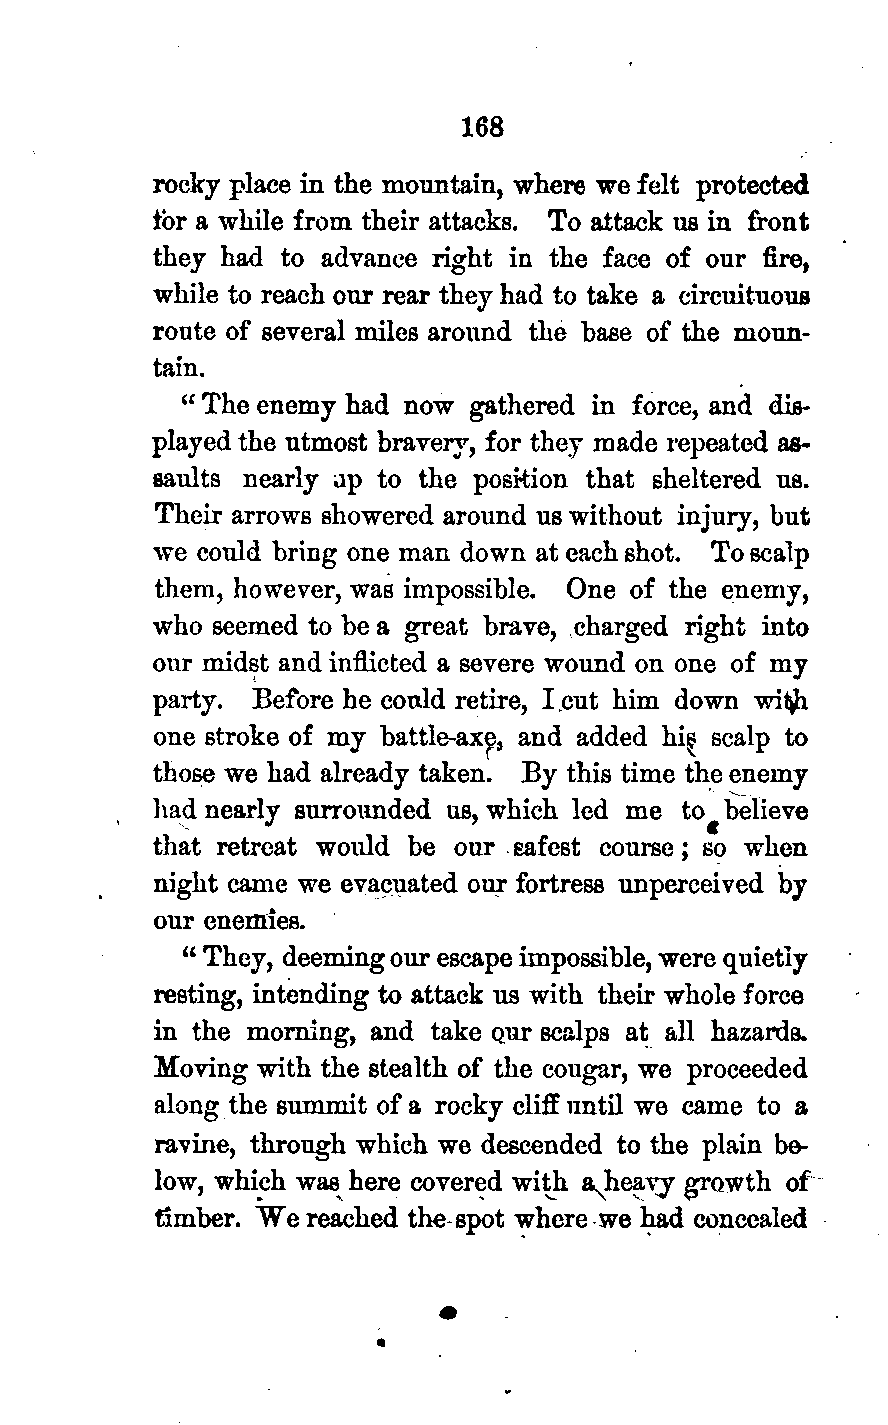 168
rocky place in the mountain, where we felt protected
for a while from their attacks. To attack us in front
they had to advance right in the face of our fire,
while to reach our rear they had to take a circuitous
route of several miles around the base of the moun-
tain.
“ The enemy had now gathered in force, and dis-
played the utmost bravery, for they made repeated as-
saults nearly up to the position that sheltered us.
Their arrows showered around us without injury, but
we could bring one man down at each shot. To scalp
them, however, was impossible. One of the enemy,
who seemed to be a great brave, charged right into
our midst and inflicted a severe wound on one of my
party. Before he could retire, I cut him down with
one stroke of my battle-axe, and added his scalp to
those we had already taken. By this time the enemy
had nearly surrounded us, which led me to believe
that retreat would be our safest course ; so when
night came we evacuated our fortress unperceived by
our enemies.
“ They, deeming our escape impossible, were quietly
resting, intending to attack us with their whole force
in the morning, and take our scalps at all hazards.
Moving with the stealth of the cougar, we proceeded
along the summit of a rocky cliff until we came to a
ravine, through which we descended to the plain be-
low, which was here covered with a heavy growth of
timber. We reached the spot where we had concealed